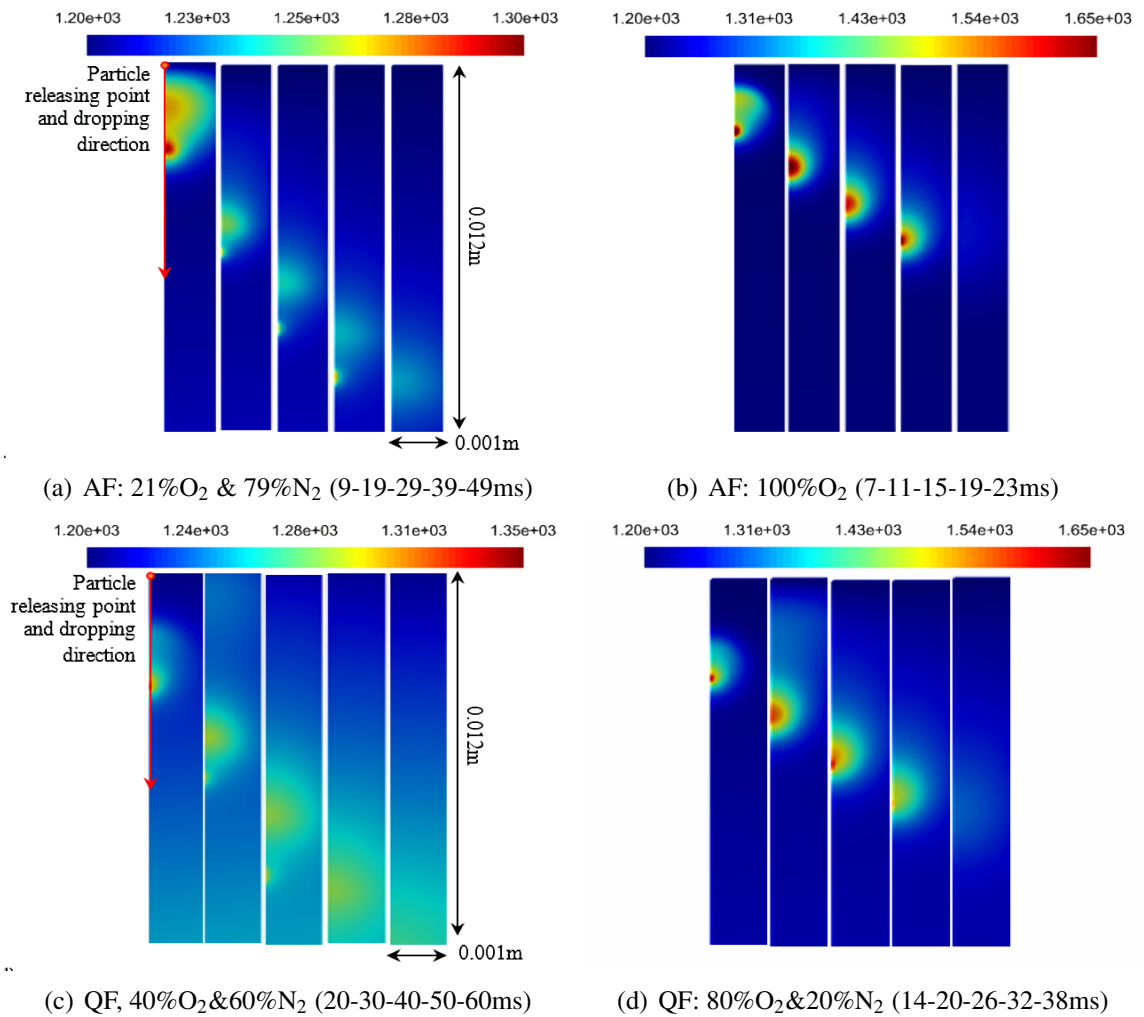 1.20e+03 1.23e+03 1.25e+03 1.28e+03 1.30e+03
Particle
releasing point
and dropping
direction
0.012m
0.001m
(a) AF: 21%O₂ & 79%N₂ (9-19-29-39-49ms)
1.20e+03 1.31e+03 1.43e+03 1.54e+03 1.65e+03
(b) AF: 100%O₂ (7-11-15-19-23ms)
1.20e+03 1.24e+03 1.28e+03 1.31e+03 1.35e+03
Particle
releasing point
and dropping
direction
0.012m
0.001m
(c) QF, 40%O₂&60%N₂ (20-30-40-50-60ms)
1.20e+03 1.31e+03 1.43e+03 1.54e+03 1.65e+03
(d) QF: 80%O₂&20%N₂ (14-20-26-32-38ms)